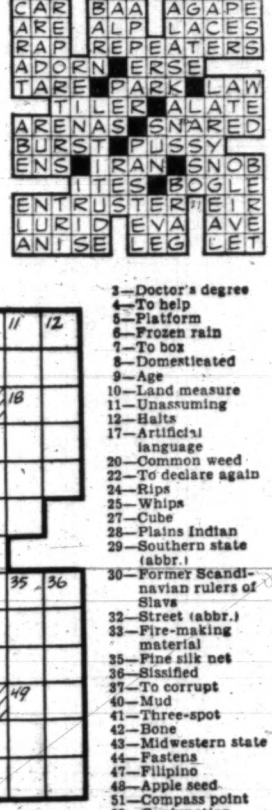 CAR BAA AGAPE
ARE ALP LACES
RAP REPEATERS
ADORN ERSE
TARE PARK LAW
TILER ALATE
ARENAS SNARED
BURST PUSSY
ENS IRAN SNOB
ITES BOGLE
ENTRUSTER EIR
LURID EVA AVE
ANISE LEG LET
11 12
18
35 36
49
3—Doctor's degree
4—To help
5—Platform
6—Frozen rain
7—To box
8—Domesticated
9—Age
10—Land measure
11—Unassuming
12—Halts
17—Artificial
language
20—Common weed
22—To declare again
24—Rips
25—Whips
27—Cube
28—Plains Indian
29—Southern state
(abbr.)
30—Former Scandi-
navian rulers of
Slavs
32—Street (abbr.)
33—Fire-making
material
35—Fine silk net
36—Sissified
37—To corrupt
40—Mud
41—Three-spot
42—Bone
43—Midwestern state
44—Fastens
47—Filipino
48—Apple seed
51—Compass point